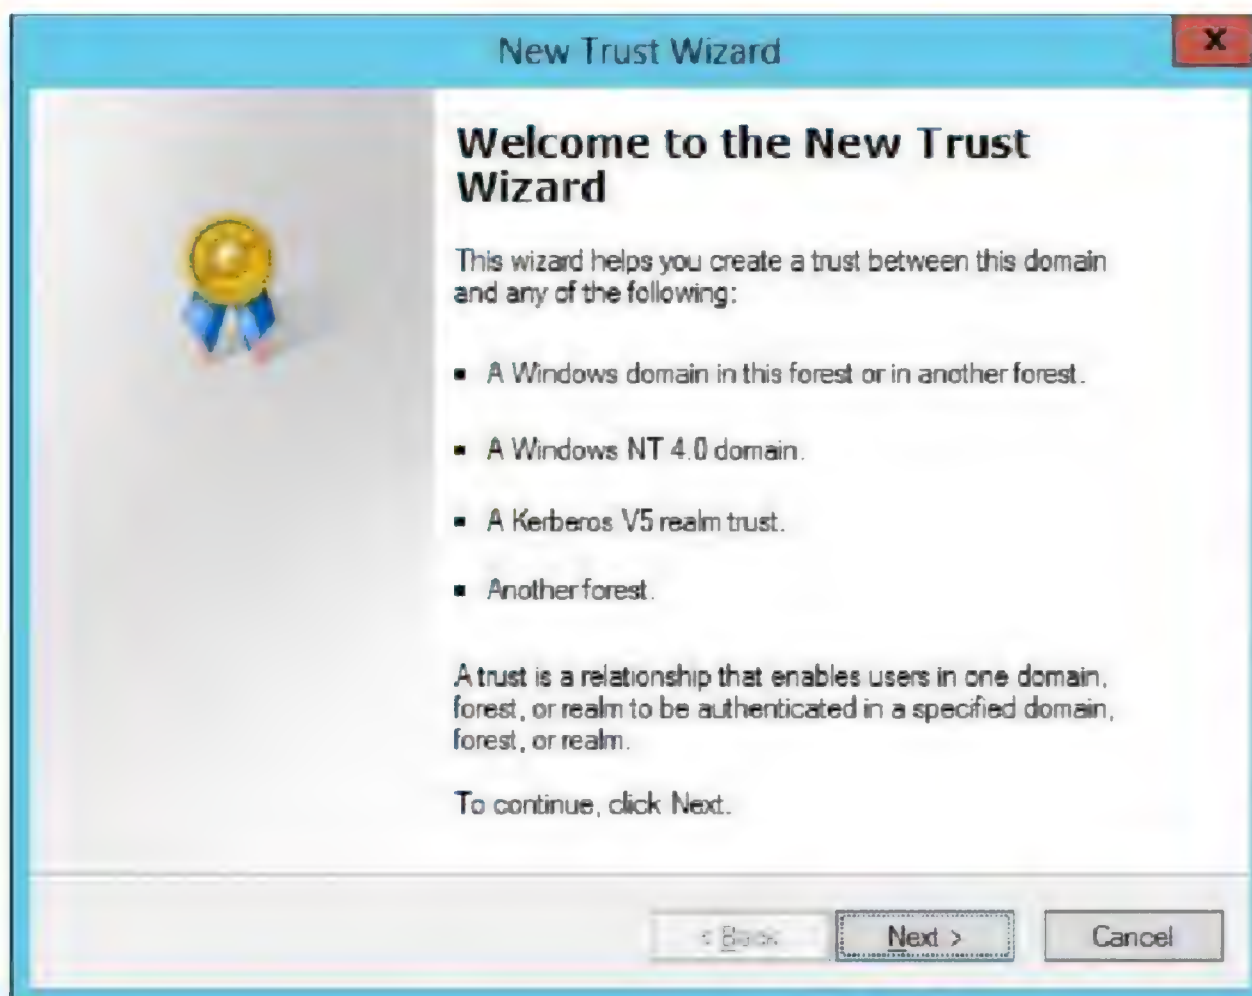 New Trust Wizard
x
Welcome to the New Trust
Wizard
This wizard helps you create a trust between this domain
and any of the following:
▪ A Windows domain in this forest or in another forest.
▪ A Windows NT 4.0 domain.
▪ A Kerberos V5 realm trust.
▪ Another forest.
A trust is a relationship that enables users in one domain,
forest, or realm to be authenticated in a specified domain,
forest, or realm.
To continue, click Next.
< Back
Next >
Cancel